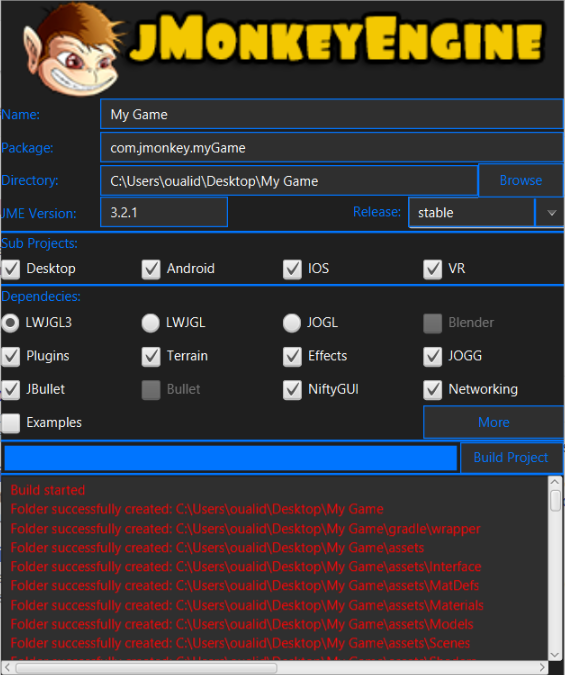 jMonkeyEngine
Name: My Game
Package: com.jmonkey.myGame
Directory: C:\Users\oualid\Desktop\My Game Browse
JME Version: 3.2.1 Release: stable
Sub Projects:
Desktop Android IOS VR
Dependecies:
LWJGL3 LWJGL JOGL Blender
Plugins Terrain Effects JOGG
JBullet Bullet NiftyGUI Networking
Examples More
Build Project
Build started
Folder successfully created: C:\Users\oualid\Desktop\My Game
Folder successfully created: C:\Users\oualid\Desktop\My Game\gradle\wrapper
Folder successfully created: C:\Users\oualid\Desktop\My Game\assets
Folder successfully created: C:\Users\oualid\Desktop\My Game\assets\Interface
Folder successfully created: C:\Users\oualid\Desktop\My Game\assets\MatDefs
Folder successfully created: C:\Users\oualid\Desktop\My Game\assets\Materials
Folder successfully created: C:\Users\oualid\Desktop\My Game\assets\Models
Folder successfully created: C:\Users\oualid\Desktop\My Game\assets\Scenes